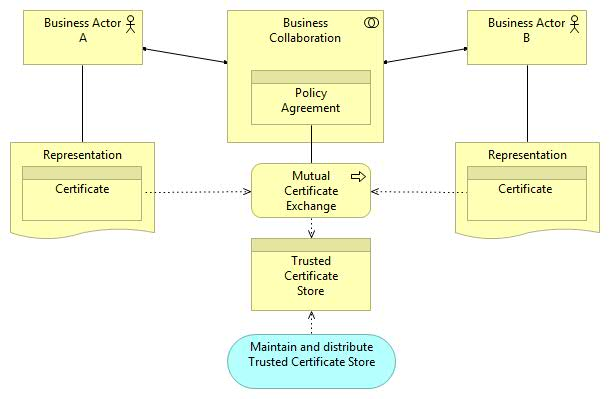 Business Actor
A
Business
Collaboration
Business Actor
B
Policy
Agreement
Representation
Certificate
Mutual
Certificate
Exchange
Representation
Certificate
Trusted
Certificate
Store
Maintain and distribute
Trusted Certificate Store